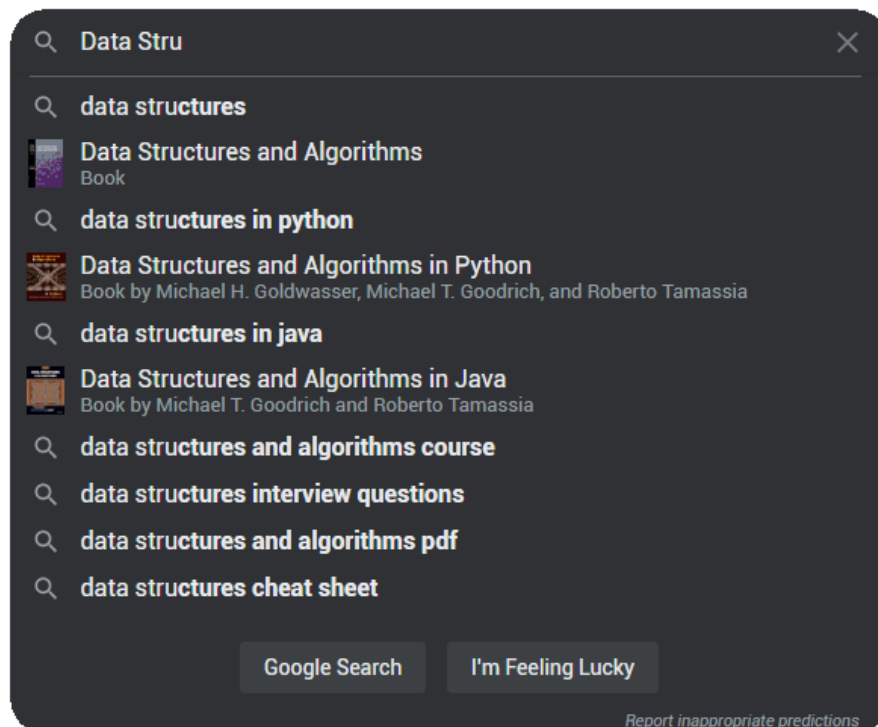 Data Stru
data structures
Data Structures and Algorithms
Book
data structures in python
Data Structures and Algorithms in Python
Book by Michael H. Goldwasser, Michael T. Goodrich, and Roberto Tamassia
data structures in java
Data Structures and Algorithms in Java
Book by Michael T. Goodrich and Roberto Tamassia
data structures and algorithms course
data structures interview questions
data structures and algorithms pdf
data structures cheat sheet
Google Search I'm Feeling Lucky
Report inappropriate predictions